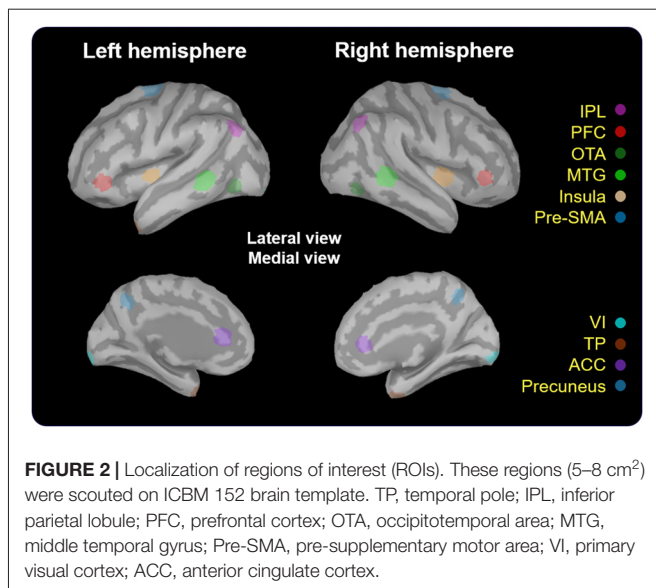 Left hemisphere
Right hemisphere
IPL
PFC
OTA
MTG
Insula
Pre-SMA
Lateral view
Medial view
VI
TP
ACC
Precuneus
FIGURE 2 | Localization of regions of interest (ROIs). These regions (5–8 cm²)
were scouted on ICBM 152 brain template. TP, temporal pole; IPL, inferior
parietal lobule; PFC, prefrontal cortex; OTA, occipitotemporal area; MTG,
middle temporal gyrus; Pre-SMA, pre-supplementary motor area; VI, primary
visual cortex; ACC, anterior cingulate cortex.